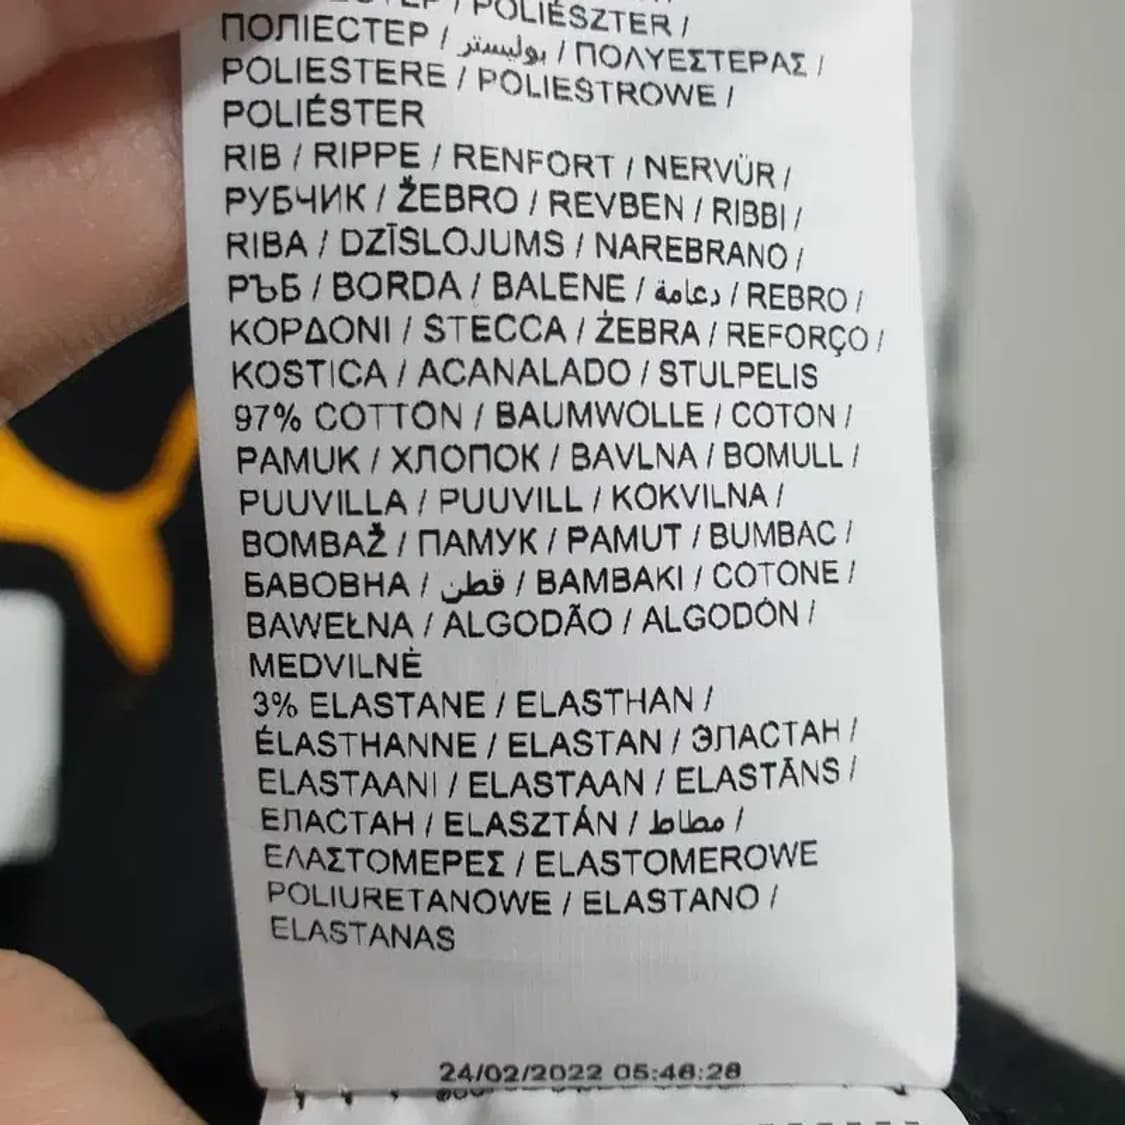 / POLIÉSZTER /
ПОЛІЕСТЕР / بوليستر / ΠΟΛΥΕΣΤΕΡΑΣ /
POLIESTERE / POLIESTROWE /
POLIÉSTER
RIB / RIPPE / RENFORT / NERVÜR /
РУБЧИК / ŽEBRO / REVBEN / RIBBI /
RIBA / DZĪSLOJUMS / NAREBRANO /
РЪБ / BORDA / BALENE / دعامة / REBRO /
ΚΟΡΔΟΝΙ / STECCA / ŻEBRA / REFORÇO /
KOSTICA / ACANALADO / STULPELIS
97% COTTON / BAUMWOLLE / COTON /
PAMUK / ХЛОПОК / BAVLNA / BOMULL /
PUUVILLA / PUUVILL / KOKVILNA /
BOMBAŽ / ПАМУК / PAMUT / BUMBAC /
БАВОВНА / قطن / BAMBAKI / COTONE /
BAWEŁNA / ALGODÃO / ALGODÓN /
MEDVILNĖ
3% ELASTANE / ELASTHAN /
ÉLASTHANNE / ELASTAN / ЭЛАСТАН /
ELASTAANI / ELASTAAN / ELASTĀNS /
ЕЛАСТАН / ELASZTÁN / مطاط /
ΕΛΑΣΤΟΜΕΡΕΣ / ELASTOMEROWE
POLIURETANOWE / ELASTANO /
ELASTANAS
24/02/2022 05:46:28